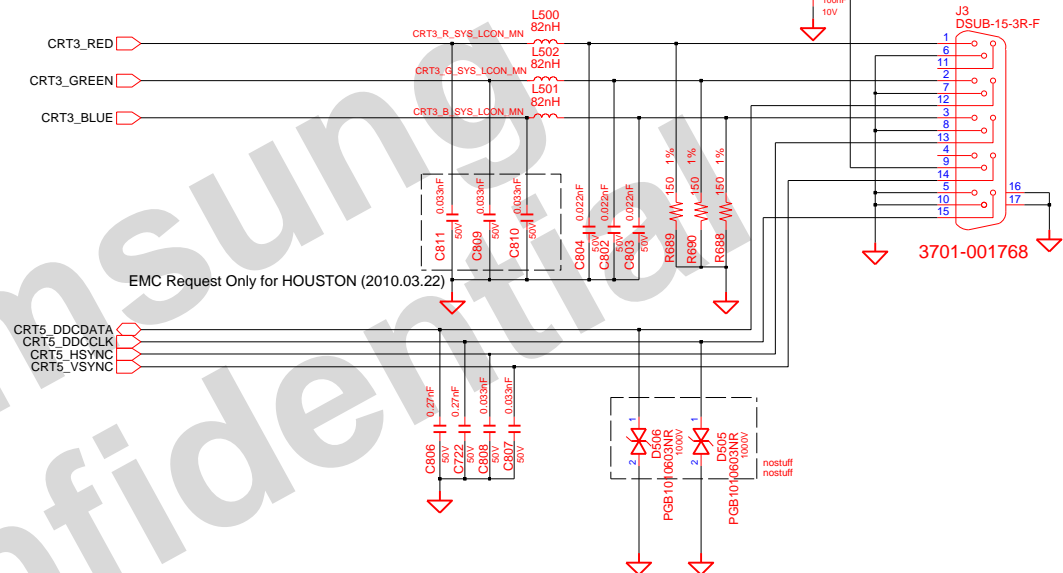 100nF
10V
J3
DSUB-15-3R-F
L500
82nH
CRT3_RED
CRT3_R_SYS_LCON_MN
L502
82nH
CRT3_GREEN
CRT3_G_SYS_LCON_MN
L501
82nH
CRT3_BLUE
CRT3_B_SYS_LCON_MN
1
6
11
2
7
12
3
8
13
4
9
14
5
10
15
16
17
3701-001768
C811
0.033nF
50V
C809
0.033nF
50V
C810
0.033nF
50V
C804
0.022nF
50V
C802
0.022nF
50V
C803
0.022nF
50V
R689
150 1%
R690
150 1%
R688
150 1%
EMC Request Only for HOUSTON (2010.03.22)
CRT5_DDCDATA
CRT5_DDCCLK
CRT5_HSYNC
CRT5_VSYNC
C806
0.27nF
50V
C722
0.27nF
50V
C808
0.033nF
50V
C807
0.033nF
50V
1
2
D506
PGB1010603NR
1000V
1
2
D505
PGB1010603NR
1000V
nostuff
nostuff
msung
nfidential